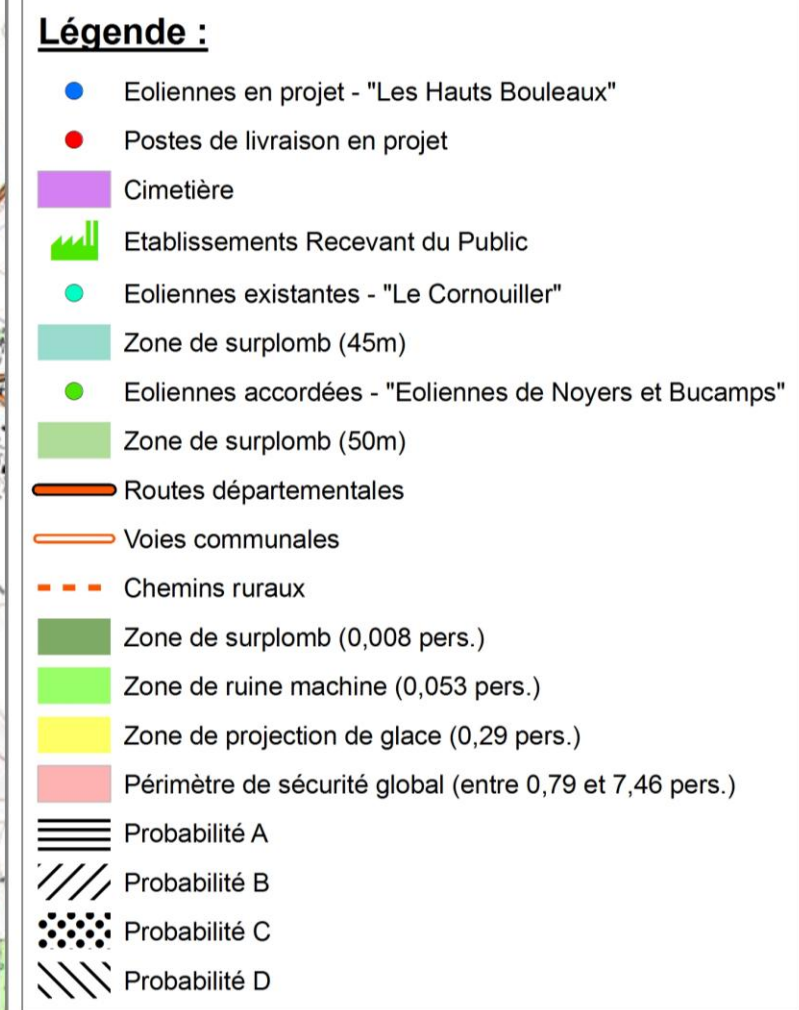 Légende :
Eoliennes en projet - "Les Hauts Bouleaux"
Postes de livraison en projet
Cimetière
Etablissements Recevant du Public
Eoliennes existantes - "Le Cornouiller"
Zone de surplomb (45m)
Eoliennes accordées - "Eoliennes de Noyers et Bucamps"
Zone de surplomb (50m)
Routes départementales
Voies communales
Chemins ruraux
Zone de surplomb (0,008 pers.)
Zone de ruine machine (0,053 pers.)
Zone de projection de glace (0,29 pers.)
Périmètre de sécurité global (entre 0,79 et 7,46 pers.)
Probabilité A
Probabilité B
Probabilité C
Probabilité D